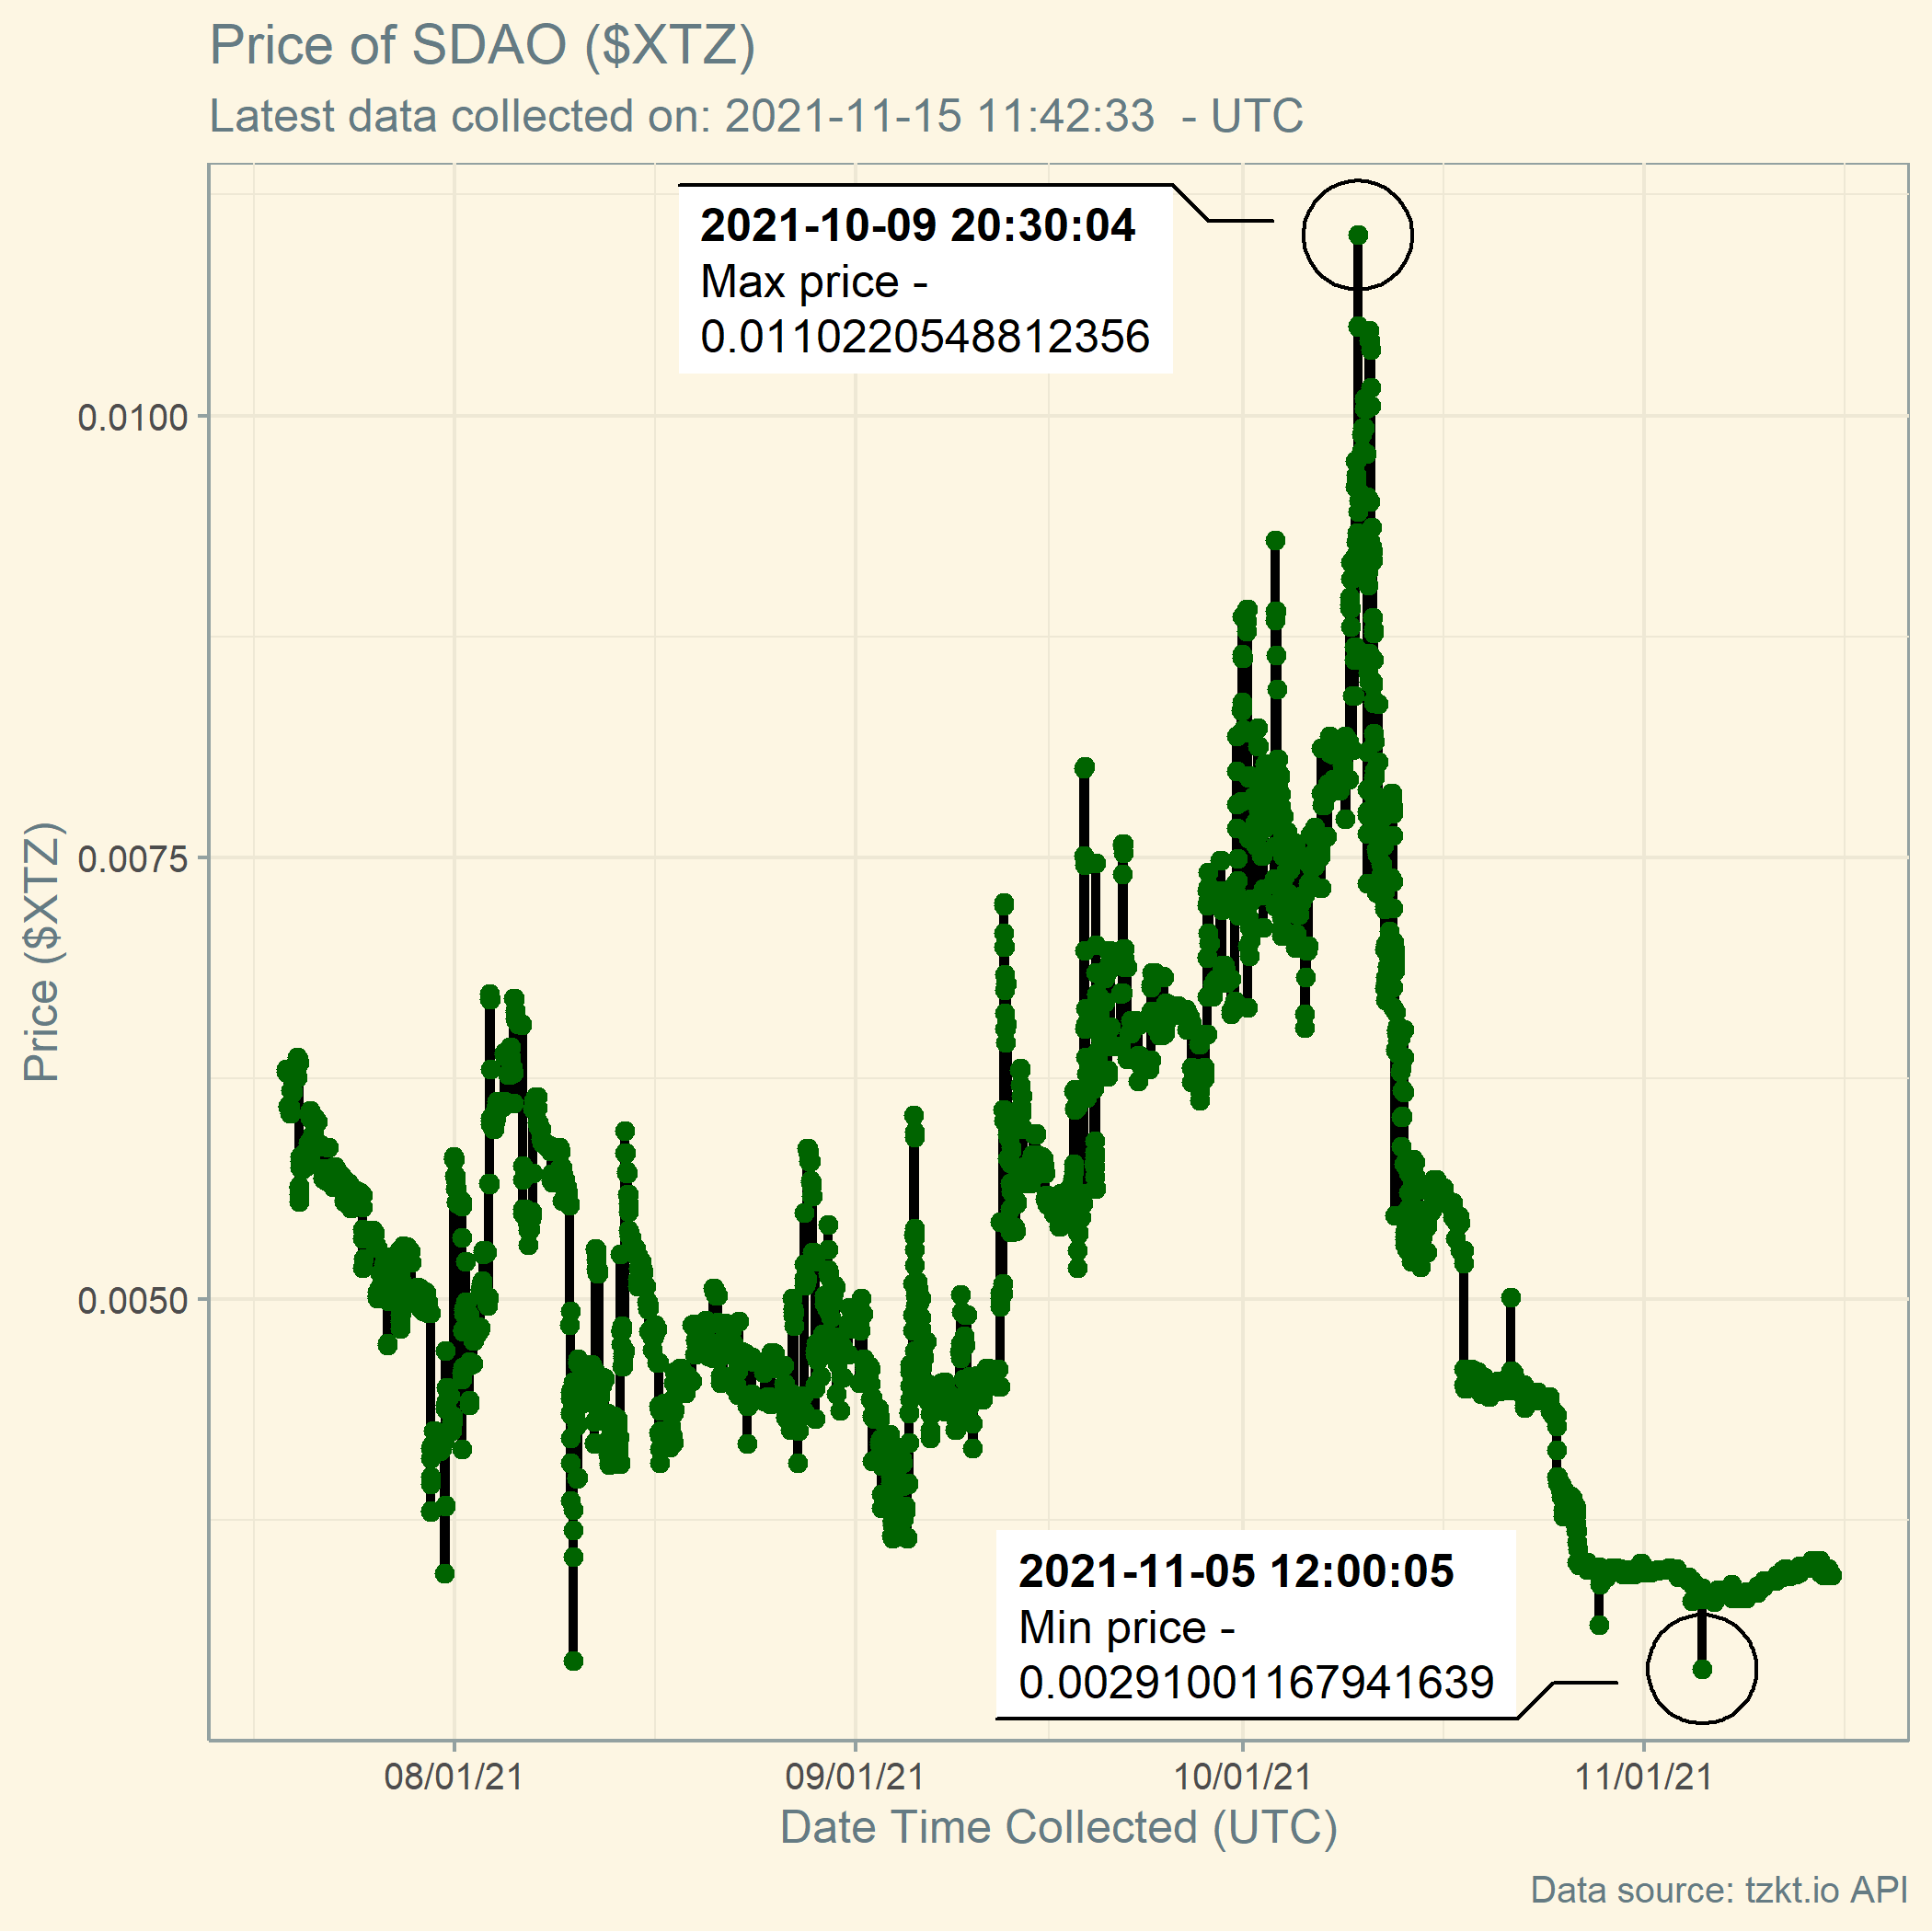 Price of SDAO ($XTZ)
Latest data collected on: 2021-11-15 11:42:33  - UTC
2021-10-09 20:30:04
Max price -
0.0110220548812356
0.0100
0.0075
0.0050
Price ($XTZ)
2021-11-05 12:00:05
Min price -
0.00291001167941639
08/01/21
09/01/21
10/01/21
11/01/21
Date Time Collected (UTC)
Data source: tzkt.io API